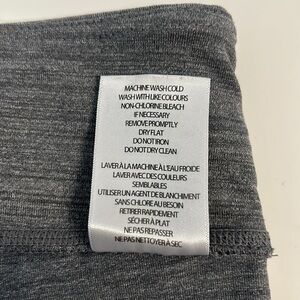 MACHINE WASH COLD
WASH WITH LIKE COLOURS
NON-CHLORINE BLEACH
IF NECESSARY
REMOVE PROMPTLY
DRY FLAT
DO NOT IRON
DO NOT DRY CLEAN
LAVER À LA MACHINE À L'EAU FROIDE
LAVER AVEC DES COULEURS
SEMBLABLES
UTILISER UN AGENT DE BLANCHIMENT
SANS CHLORE AU BESOIN
RETIRER RAPIDEMENT
SÉCHER À PLAT
NE PAS REPASSER
NE PAS NETTOYER À SEC